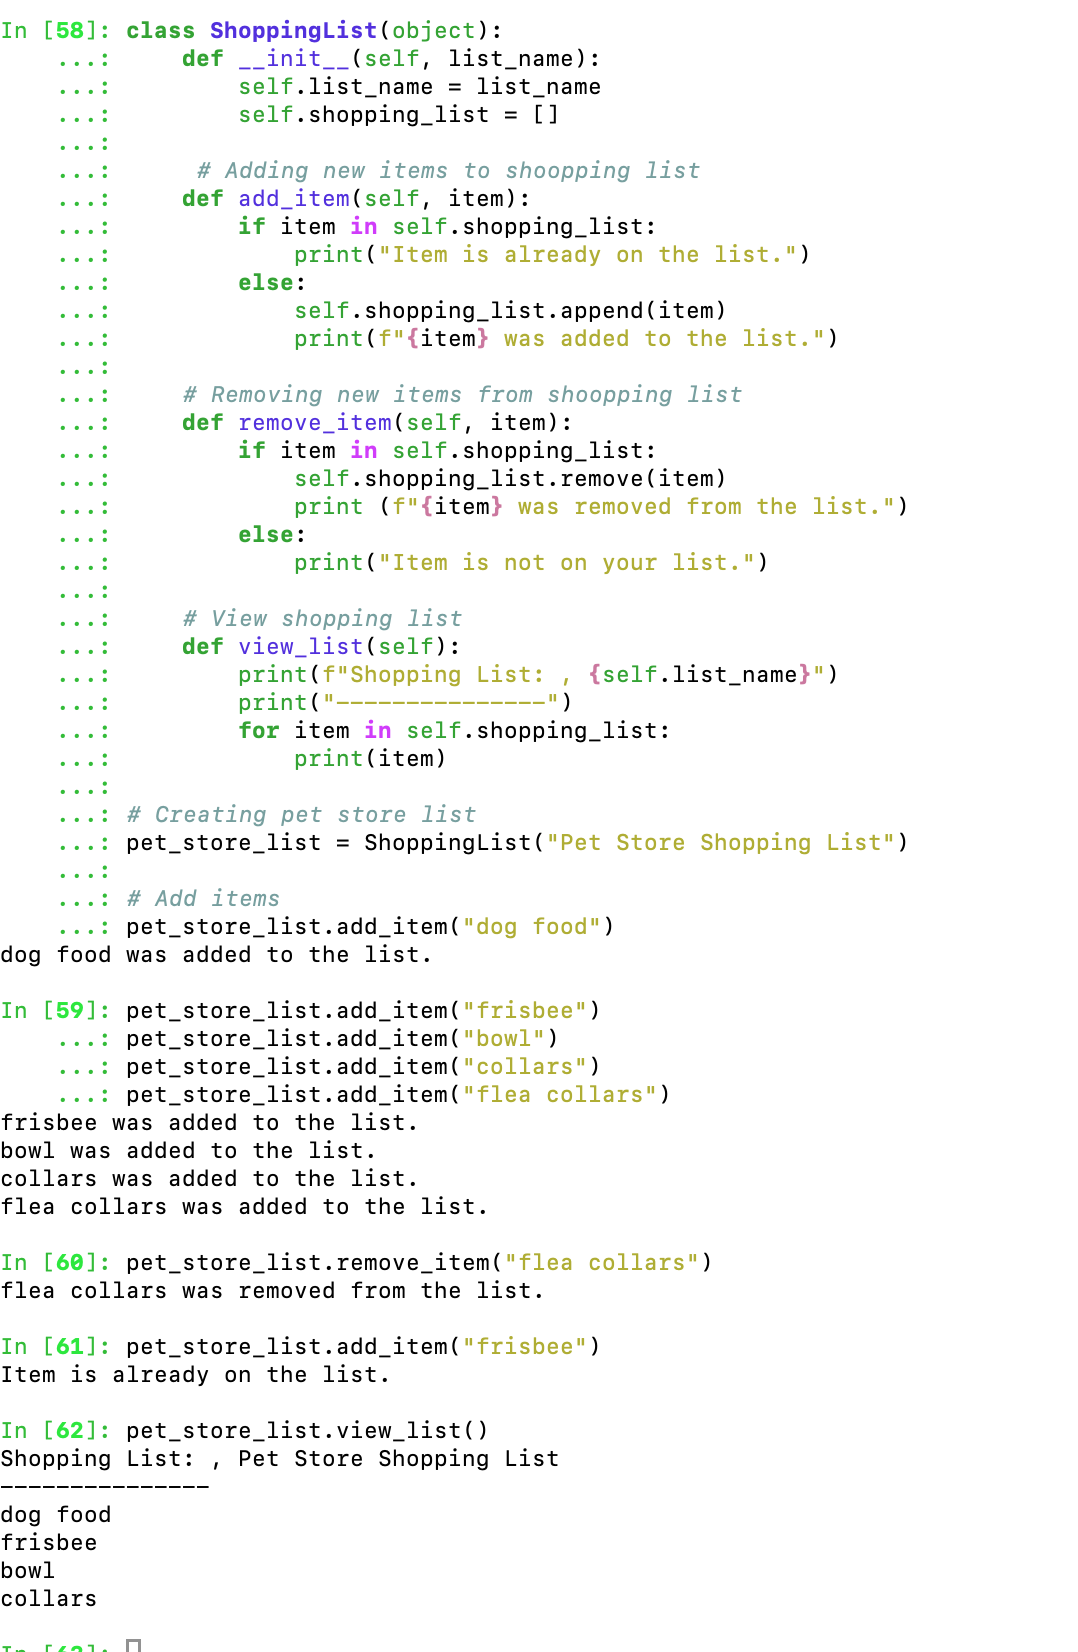 In [58]: class ShoppingList(object):
    ...:     def __init__(self, list_name):
    ...:         self.list_name = list_name
    ...:         self.shopping_list = []
    ...:
    ...:      # Adding new items to shoopping list
    ...:     def add_item(self, item):
    ...:         if item in self.shopping_list:
    ...:             print("Item is already on the list.")
    ...:         else:
    ...:             self.shopping_list.append(item)
    ...:             print(f"{item} was added to the list.")
    ...:
    ...:     # Removing new items from shoopping list
    ...:     def remove_item(self, item):
    ...:         if item in self.shopping_list:
    ...:             self.shopping_list.remove(item)
    ...:             print (f"{item} was removed from the list.")
    ...:         else:
    ...:             print("Item is not on your list.")
    ...:
    ...:     # View shopping list
    ...:     def view_list(self):
    ...:         print(f"Shopping List: , {self.list_name}")
    ...:         print("---------------")
    ...:         for item in self.shopping_list:
    ...:             print(item)
    ...:
    ...: # Creating pet store list
    ...: pet_store_list = ShoppingList("Pet Store Shopping List")
    ...:
    ...: # Add items
    ...: pet_store_list.add_item("dog food")
dog food was added to the list.

In [59]: pet_store_list.add_item("frisbee")
    ...: pet_store_list.add_item("bowl")
    ...: pet_store_list.add_item("collars")
    ...: pet_store_list.add_item("flea collars")
frisbee was added to the list.
bowl was added to the list.
collars was added to the list.
flea collars was added to the list.

In [60]: pet_store_list.remove_item("flea collars")
flea collars was removed from the list.

In [61]: pet_store_list.add_item("frisbee")
Item is already on the list.

In [62]: pet_store_list.view_list()
Shopping List: , Pet Store Shopping List
---------------
dog food
frisbee
bowl
collars

In [63]: